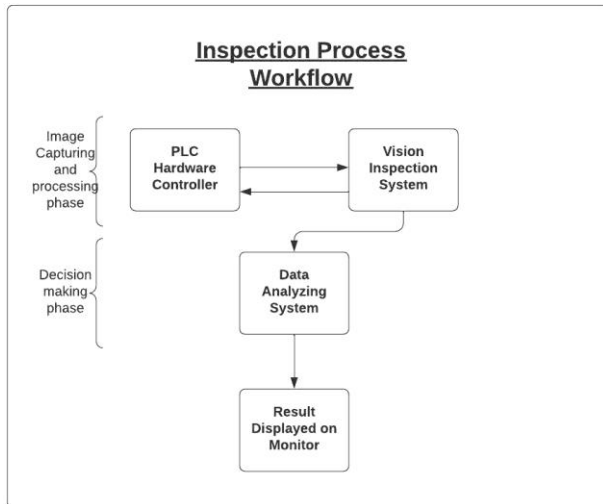 Inspection Process
Workflow
Image
Capturing
and
processing
phase
PLC
Hardware
Controller
Vision
Inspection
System
Decision
making
phase
Data
Analyzing
System
Result
Displayed on
Monitor